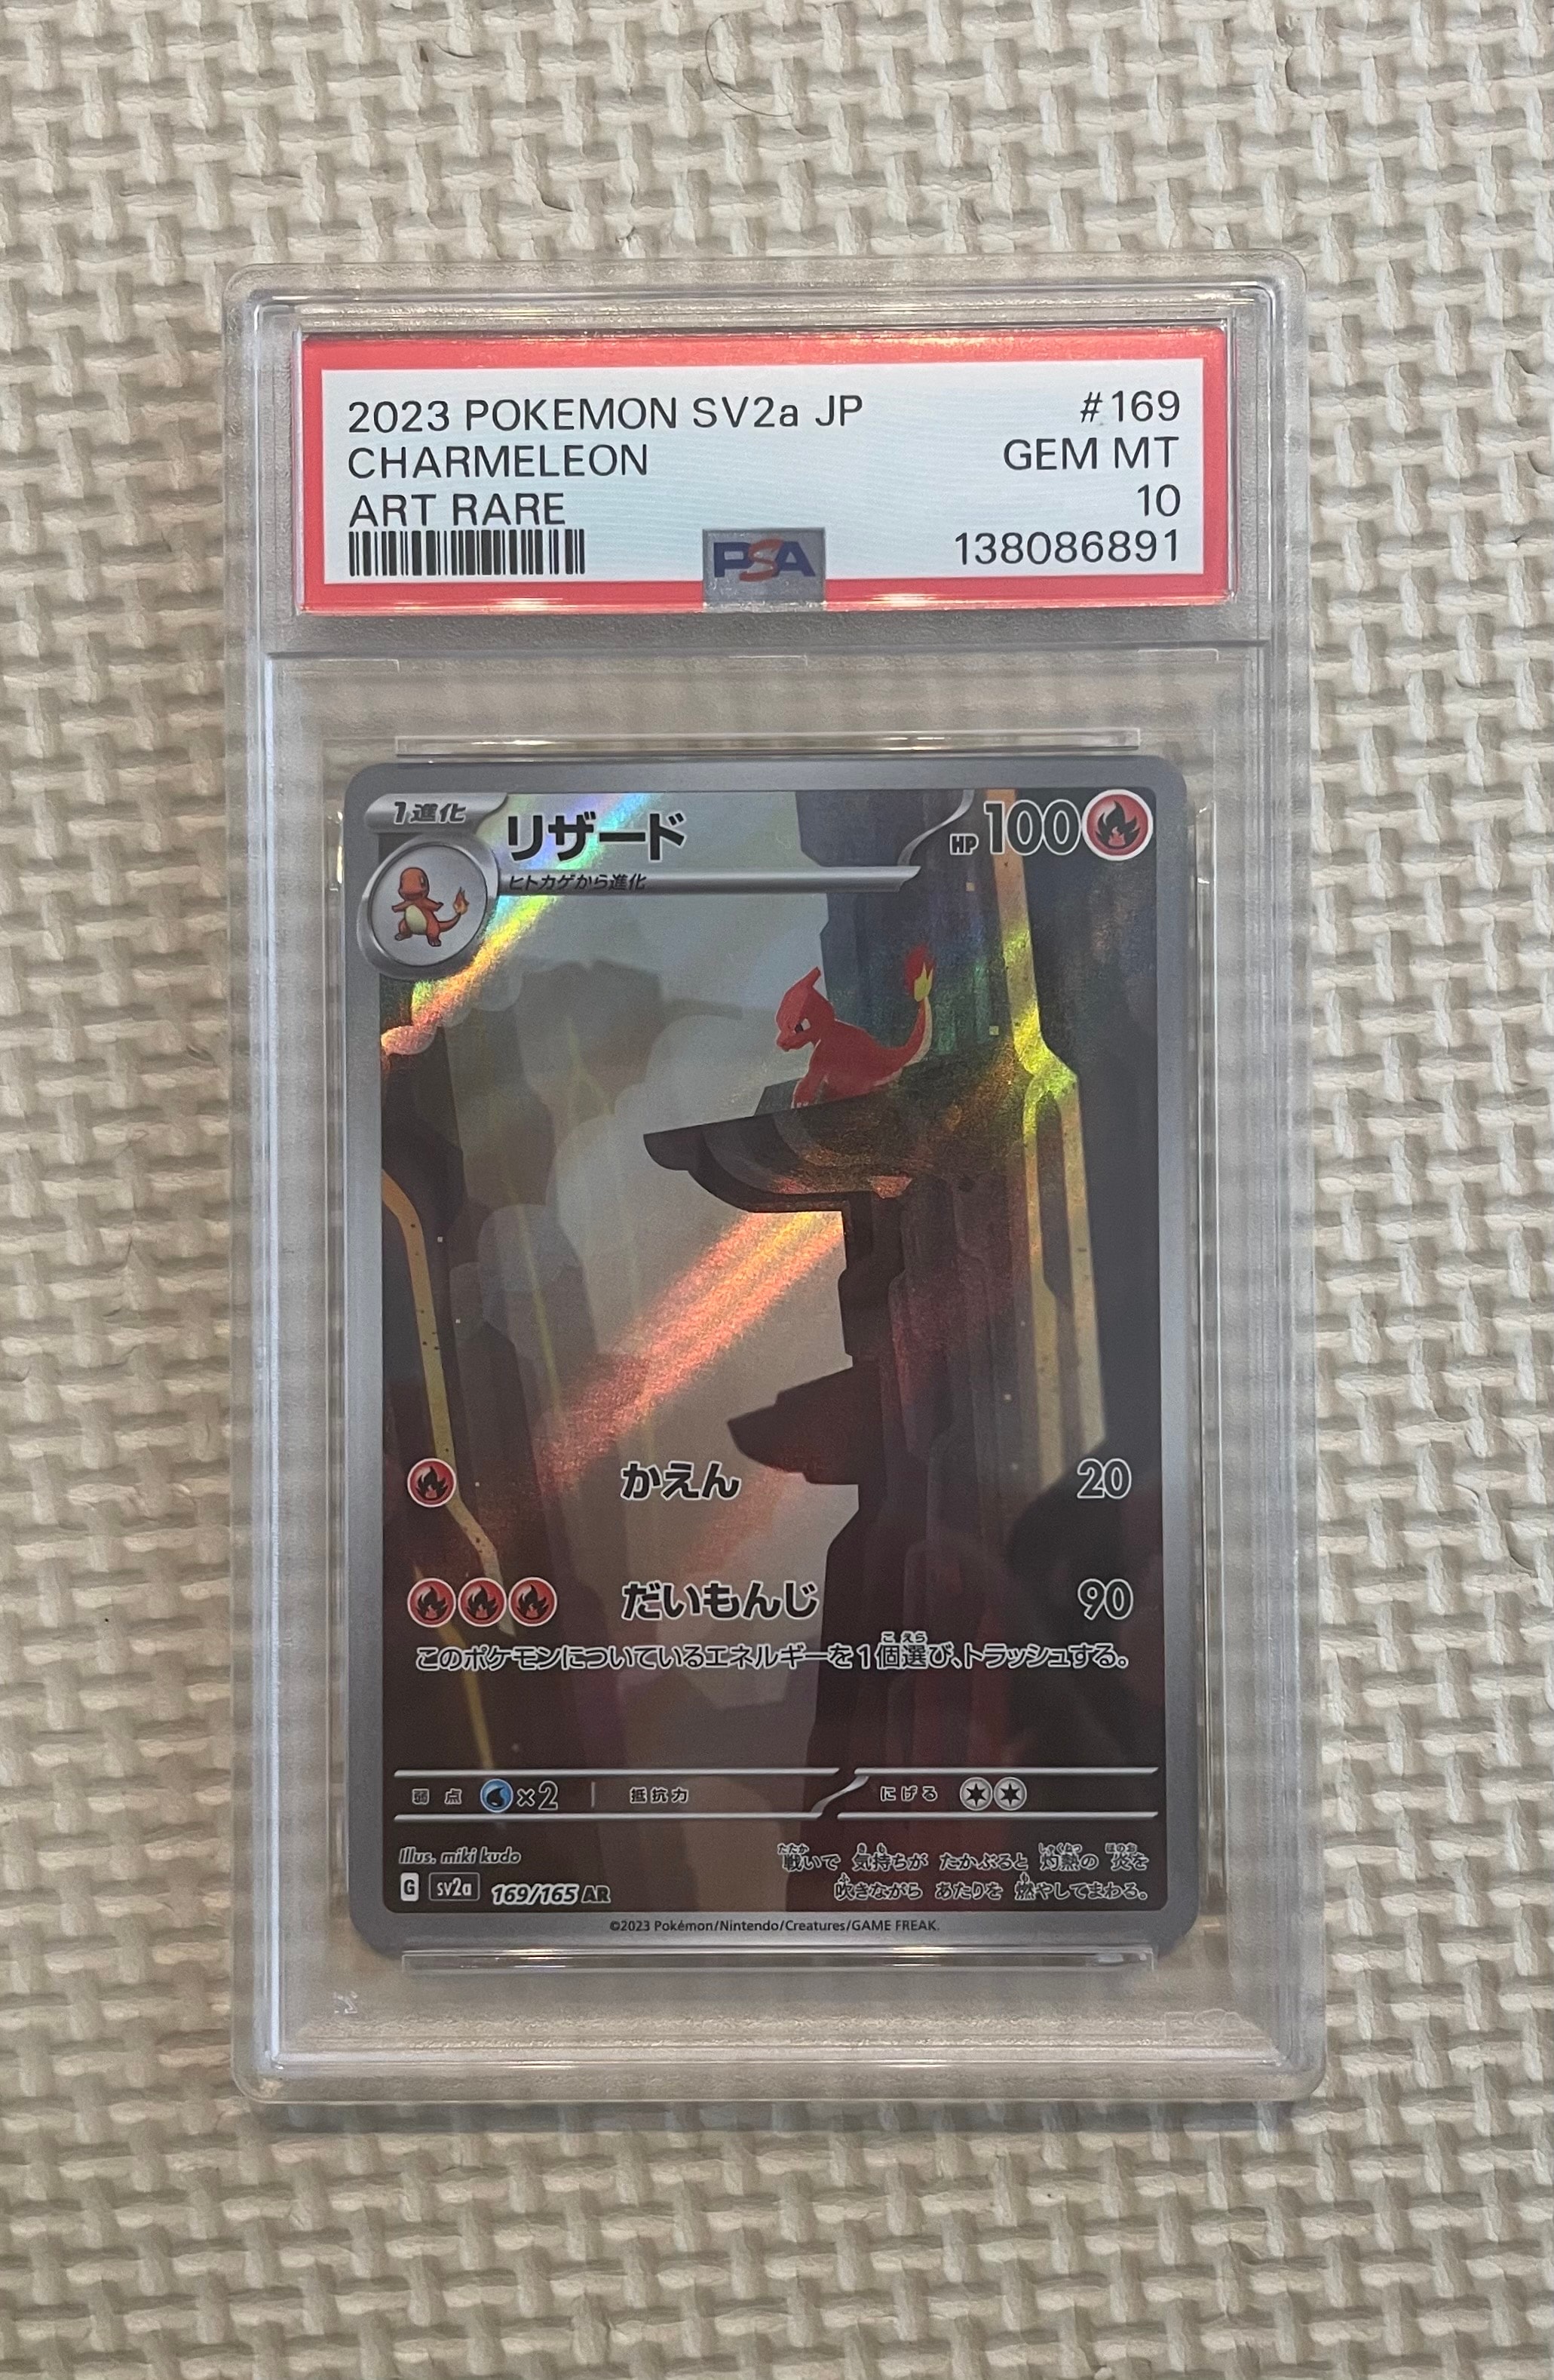 2023 POKEMON SV2a JP #169
CHARMELEON GEM MT
ART RARE 10
PSA 138086891
1進化 リザード HP100
ヒトカゲから進化
かえん 20
だいもんじ 90
このポケモンについているエネルギーを1個選び、トラッシュする。
弱点 ×2 抵抗力 にげる
Illus. miki kudo
戦いで 気持ちが たかぶると 灼熱の 炎を
吹きながら あたりを 燃やしてまわる。
G sv2a 169/165 AR
©2023 Pokémon/Nintendo/Creatures/GAME FREAK.